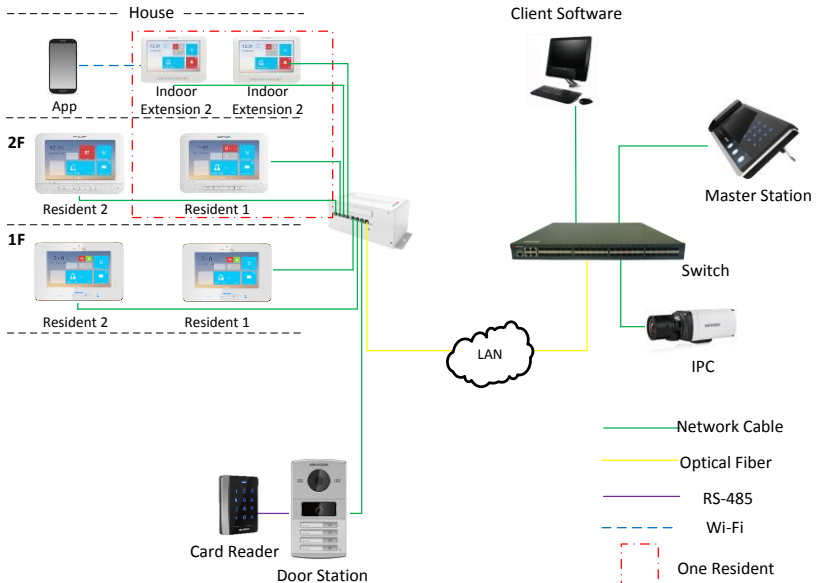 House
Client Software
App
Indoor
Extension 2
Indoor
Extension 2
2F
Resident 2
Resident 1
Master Station
1F
Switch
Resident 2
Resident 1
LAN
IPC
Network Cable
Optical Fiber
RS-485
Wi-Fi
Card Reader
One Resident
Door Station